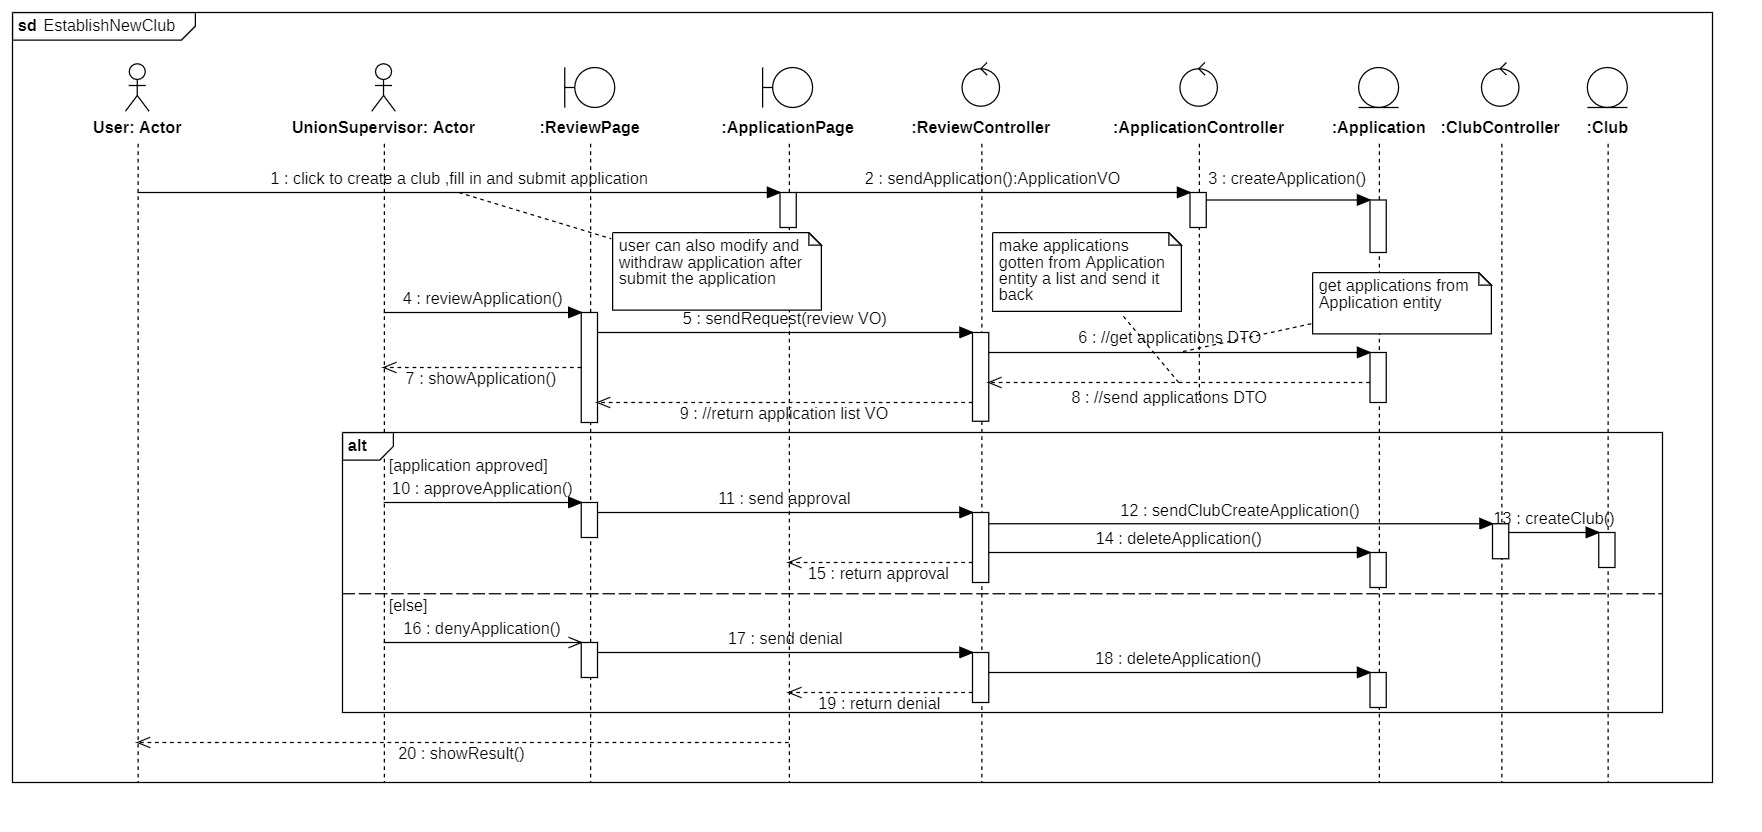 sd EstablishNewClub
User: Actor
UnionSupervisor: Actor
:ReviewPage
:ApplicationPage
:ReviewController
:ApplicationController
:Application
:ClubController
:Club
1 : click to create a club ,fill in and submit application
2 : sendApplication():ApplicationVO
3 : createApplication()
user can also modify and
withdraw application after
submit the application
make applications
gotten from Application
entity a list and send it
back
get applications from
Application entity
4 : reviewApplication()
5 : sendRequest(review VO)
6 : //get applications DTO
7 : showApplication()
8 : //send applications DTO
9 : //return application list VO
alt
[application approved]
10 : approveApplication()
11 : send approval
12 : sendClubCreateApplication()
13 : createClub()
14 : deleteApplication()
15 : return approval
[else]
16 : denyApplication()
17 : send denial
18 : deleteApplication()
19 : return denial
20 : showResult()